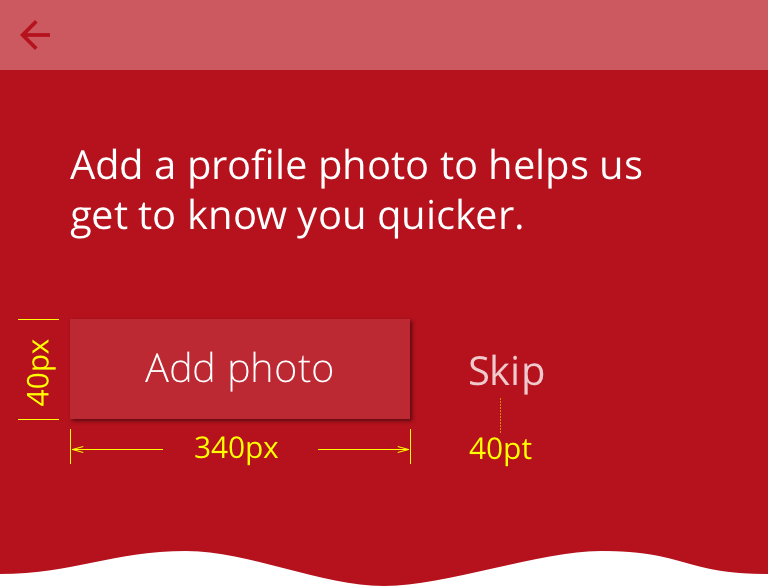 Add a profile photo to helps us
get to know you quicker.
40px
Add photo
Skip
340px
40pt